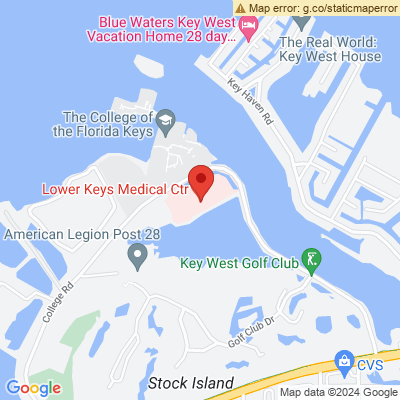 Map error: g.co/staticmaperror
Blue Waters Key West
Vacation Home 28 day...
The Real World:
Key West House
Key Haven Rd
The College of
the Florida Keys
Lower Keys Medical Ctr
American Legion Post 28
Key West Golf Club
College Rd
Golf Club Dr
CVS
Stock Island
Google
Map data ©2024 Google